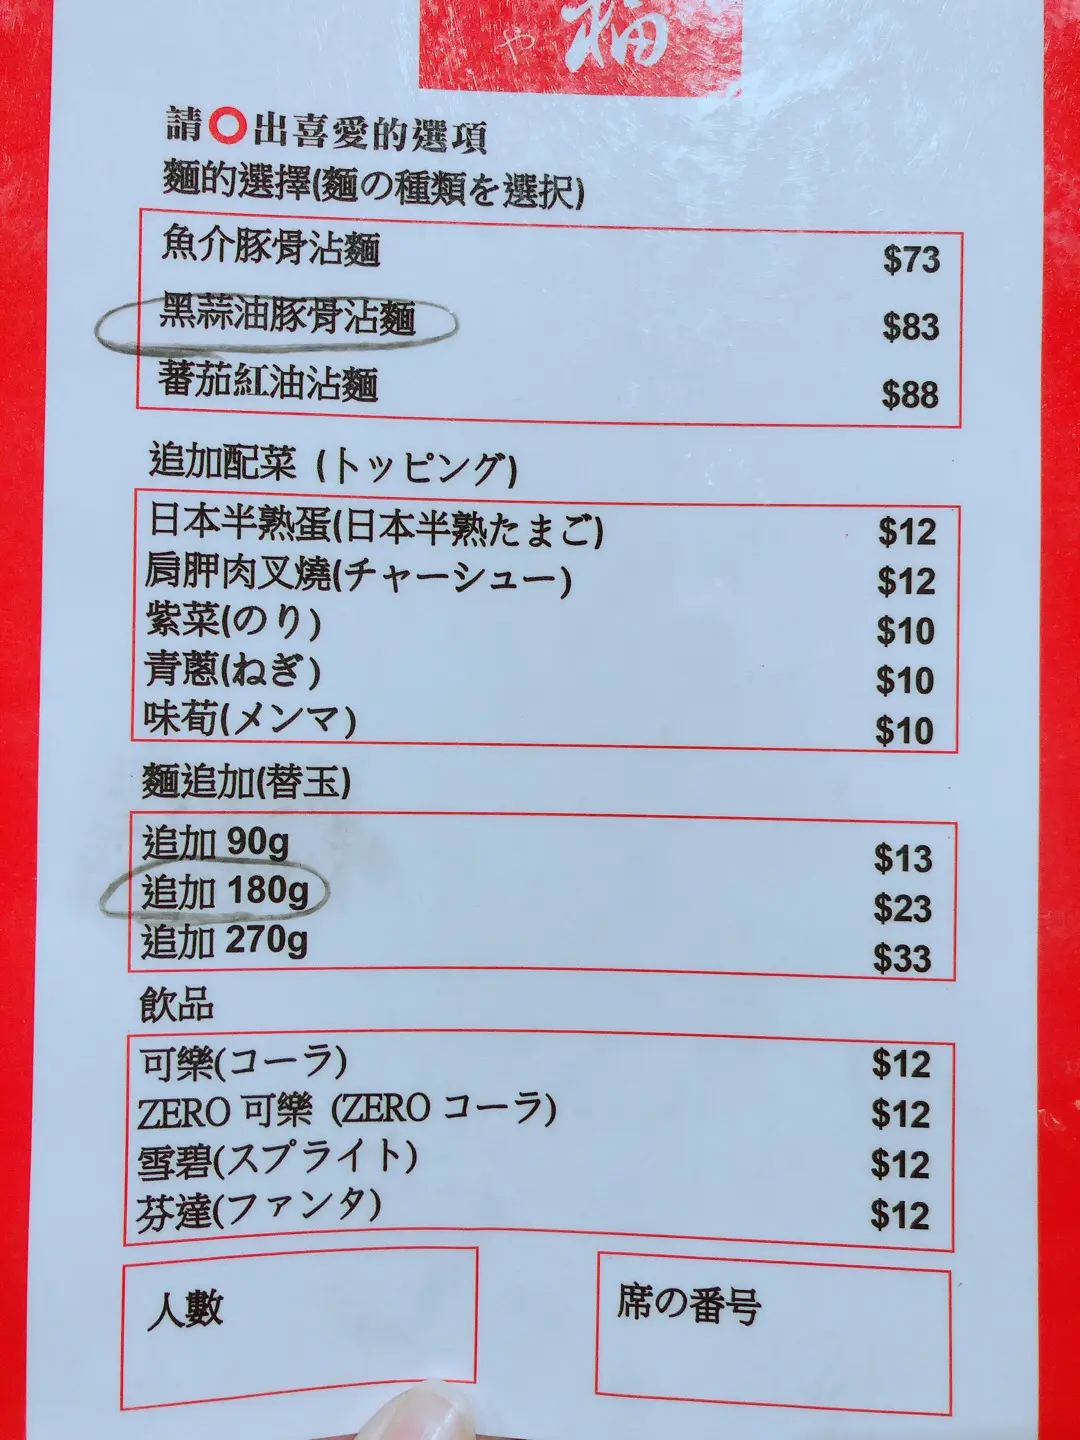 や 福
請⭕出喜愛的選項
麵的選擇(麵の種類を選択)
魚介豚骨沾麵 $73
黑蒜油豚骨沾麵 $83
蕃茄紅油沾麵 $88
追加配菜 (トッピング)
日本半熟蛋(日本半熟たまご) $12
肩胛肉叉燒(チャーシュー) $12
紫菜(のり) $10
青蔥(ねぎ) $10
味荀(メンマ) $10
麵追加(替玉)
追加 90g $13
追加 180g $23
追加 270g $33
飲品
可樂(コーラ) $12
ZERO 可樂 (ZERO コーラ) $12
雪碧(スプライト) $12
芬達(ファンタ) $12
人數
席の番号